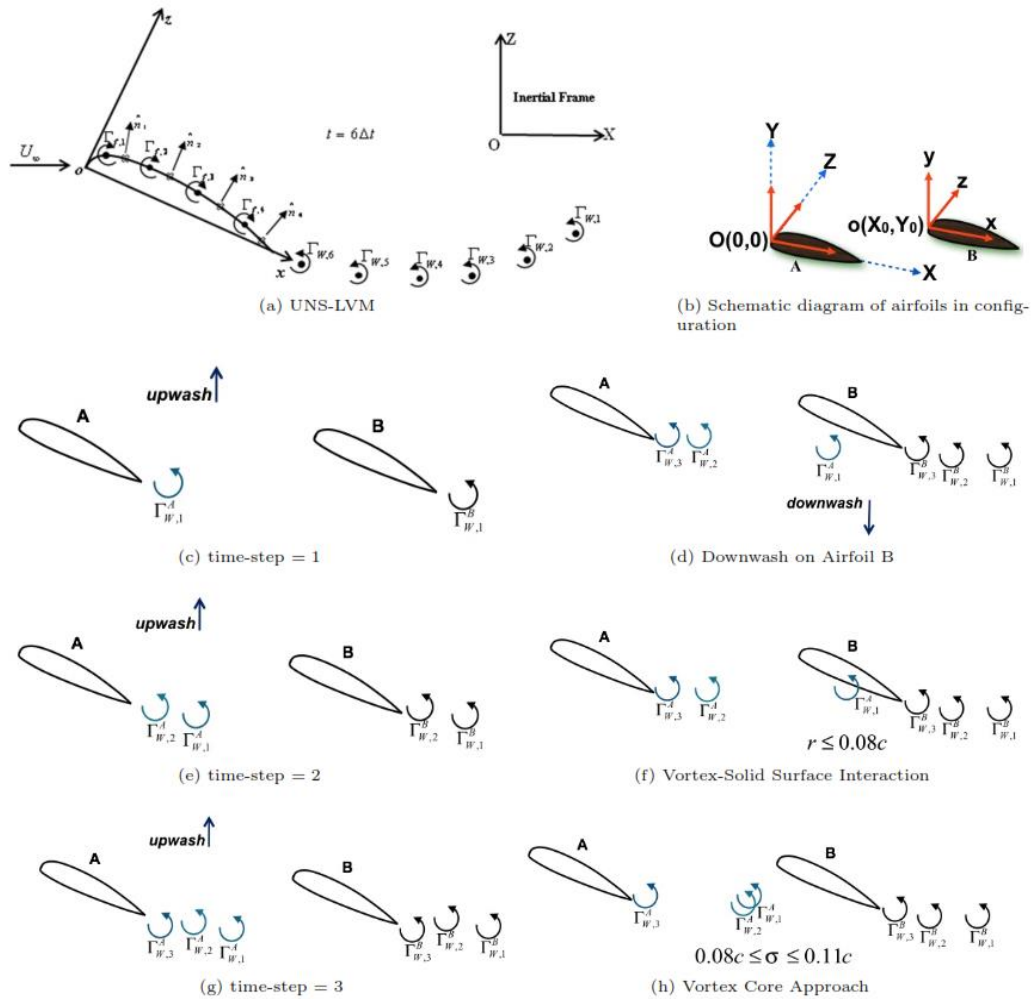 z
Z
Inertial Frame
O
X
t = 6Δt
U∞
o
Γf,1
n̂1
Γf,2
n̂2
Γf,3
n̂3
Γf,4
n̂4
x
ΓW,6
ΓW,5
ΓW,4
ΓW,3
ΓW,2
ΓW,1
(a) UNS-LVM
Y
Z
O(0,0)
A
X
y
z
o(X0,Y0)
x
B
(b) Schematic diagram of airfoils in config-
uration
upwash
A
B
Γ^A_W,1
Γ^B_W,1
(c) time-step = 1
A
B
Γ^A_W,3
Γ^A_W,2
Γ^A_W,1
Γ^B_W,3
Γ^B_W,2
Γ^B_W,1
downwash
(d) Downwash on Airfoil B
upwash
A
B
Γ^A_W,2
Γ^A_W,1
Γ^B_W,2
Γ^B_W,1
(e) time-step = 2
A
B
Γ^A_W,3
Γ^A_W,2
Γ^A_W,1
Γ^B_W,3
Γ^B_W,2
Γ^B_W,1
r ≤ 0.08c
(f) Vortex-Solid Surface Interaction
upwash
A
B
Γ^A_W,3
Γ^A_W,2
Γ^A_W,1
Γ^B_W,3
Γ^B_W,2
Γ^B_W,1
(g) time-step = 3
A
B
Γ^A_W,3
Γ^A_W,2
Γ^A_W,1
Γ^B_W,3
Γ^B_W,2
Γ^B_W,1
0.08c ≤ σ ≤ 0.11c
(h) Vortex Core Approach